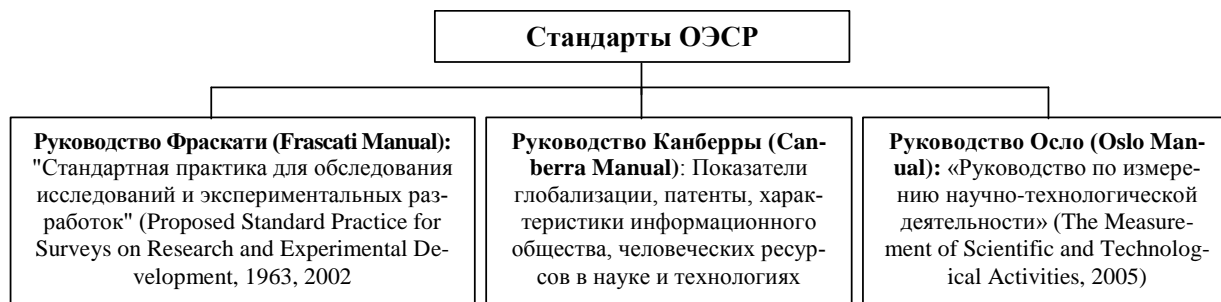 Стандарты ОЭСР
Руководство Фраскати (Frascati Manual):
"Стандартная практика для обследования
исследований и экспериментальных раз-
работок" (Proposed Standard Practice for
Surveys on Research and Experimental De-
velopment, 1963, 2002
Руководство Канберры (Can-
berra Manual): Показатели
глобализации, патенты, харак-
теристики информационного
общества, человеческих ресур-
сов в науке и технологиях
Руководство Осло (Oslo Man-
ual): «Руководство по измере-
нию научно-технологической
деятельности» (The Measure-
ment of Scientific and Technolog-
ical Activities, 2005)